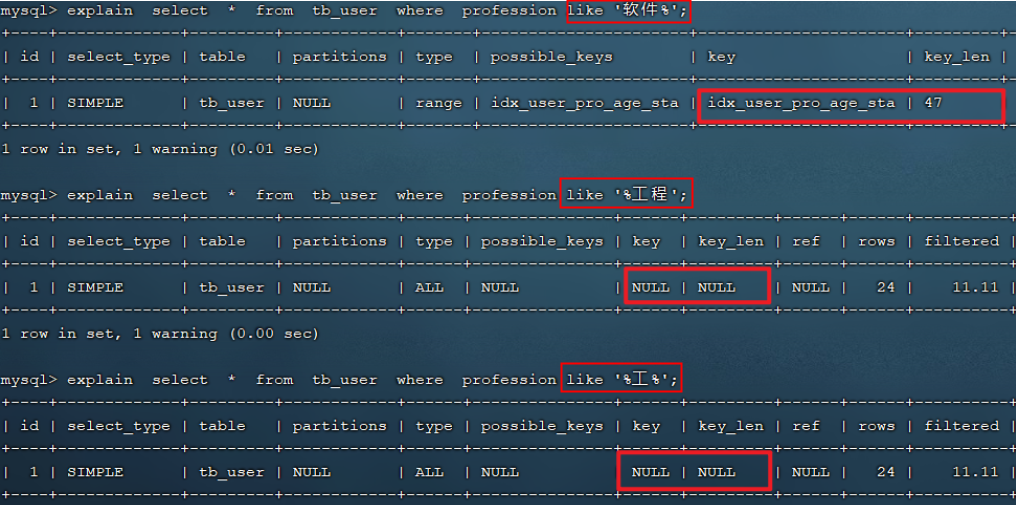 mysql> explain select * from tb_user where profession like '软件%';
+----+-------------+---------+------------+-------+----------------------+----------------------+---------+
| id | select_type | table | partitions | type | possible_keys | key | key_len |
+----+-------------+---------+------------+-------+----------------------+----------------------+---------+
| 1 | SIMPLE | tb_user | NULL | range | idx_user_pro_age_sta | idx_user_pro_age_sta | 47
+----+-------------+---------+------------+-------+----------------------+----------------------+---------+
1 row in set, 1 warning (0.01 sec)
mysql> explain select * from tb_user where profession like '%工程';
+----+-------------+---------+------------+------+---------------+------+---------+------+------+----------+
| id | select_type | table | partitions | type | possible_keys | key | key_len | ref | rows | filtered |
+----+-------------+---------+------------+------+---------------+------+---------+------+------+----------+
| 1 | SIMPLE | tb_user | NULL | ALL | NULL | NULL | NULL | NULL | 24 | 11.11 |
+----+-------------+---------+------------+------+---------------+------+---------+------+------+----------+
1 row in set, 1 warning (0.00 sec)
mysql> explain select * from tb_user where profession like '%工%';
+----+-------------+---------+------------+------+---------------+------+---------+------+------+----------+
| id | select_type | table | partitions | type | possible_keys | key | key_len | ref | rows | filtered |
+----+-------------+---------+------------+------+---------------+------+---------+------+------+----------+
| 1 | SIMPLE | tb_user | NULL | ALL | NULL | NULL | NULL | NULL | 24 | 11.11 |
+----+-------------+---------+------------+------+---------------+------+---------+------+------+----------+